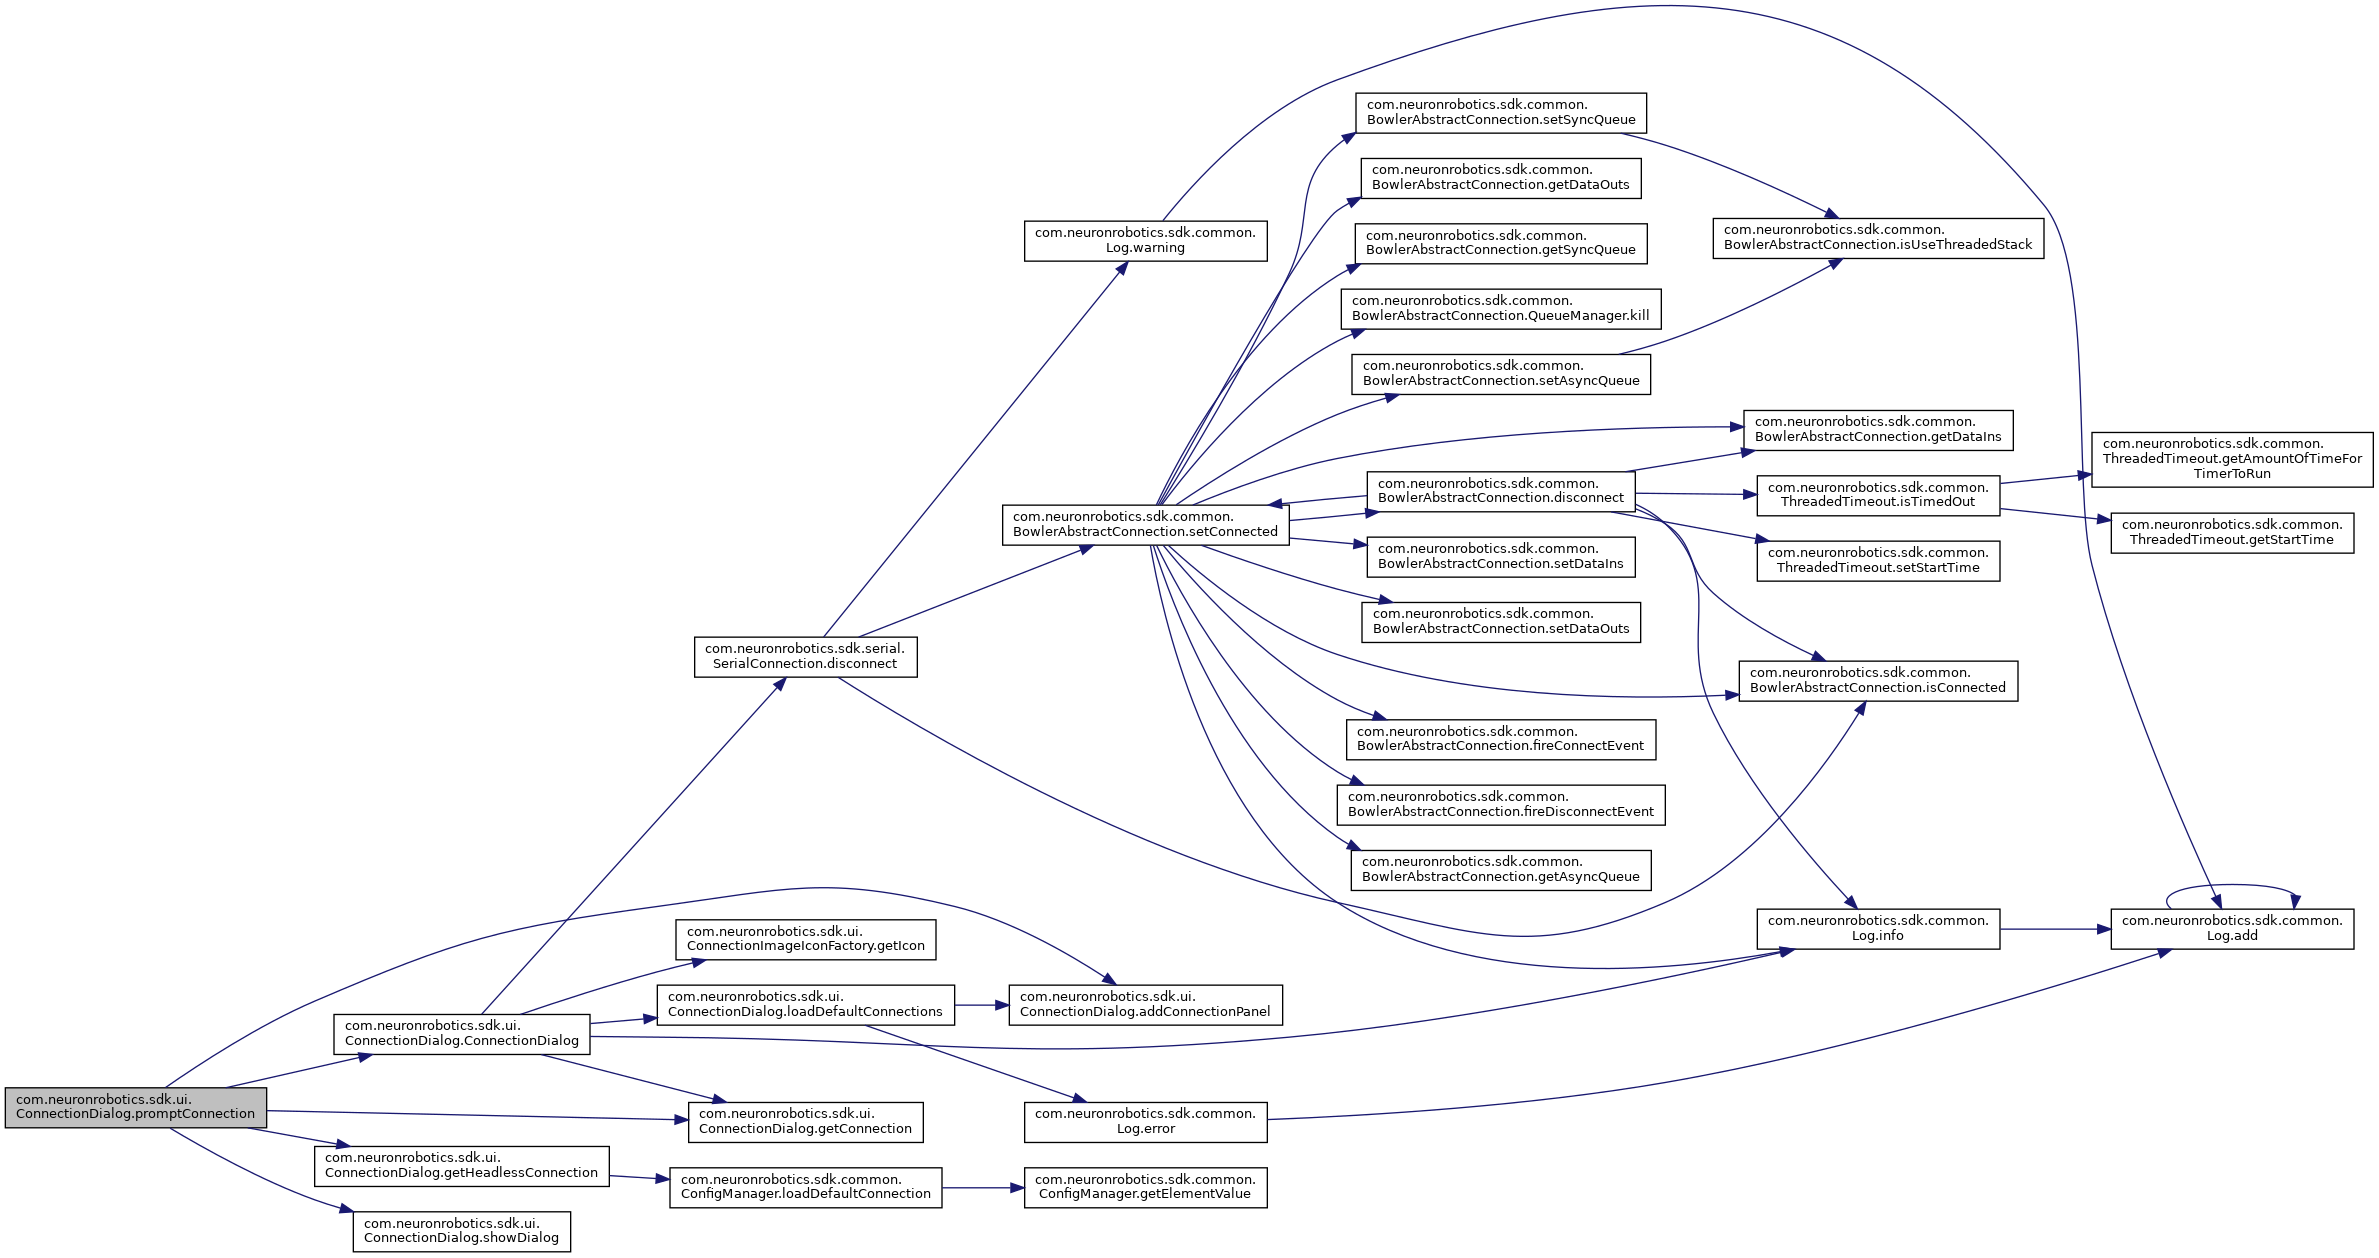 com.neuronrobotics.sdk.common.
BowlerAbstractConnection.setSyncQueue
com.neuronrobotics.sdk.common.
BowlerAbstractConnection.getDataOuts
com.neuronrobotics.sdk.common.
Log.warning
com.neuronrobotics.sdk.common.
BowlerAbstractConnection.getSyncQueue
com.neuronrobotics.sdk.common.
BowlerAbstractConnection.isUseThreadedStack
com.neuronrobotics.sdk.common.
BowlerAbstractConnection.QueueManager.kill
com.neuronrobotics.sdk.common.
BowlerAbstractConnection.setAsyncQueue
com.neuronrobotics.sdk.common.
BowlerAbstractConnection.getDataIns
com.neuronrobotics.sdk.common.
ThreadedTimeout.getAmountOfTimeFor
TimerToRun
com.neuronrobotics.sdk.common.
BowlerAbstractConnection.disconnect
com.neuronrobotics.sdk.common.
ThreadedTimeout.isTimedOut
com.neuronrobotics.sdk.common.
BowlerAbstractConnection.setConnected
com.neuronrobotics.sdk.common.
ThreadedTimeout.getStartTime
com.neuronrobotics.sdk.common.
BowlerAbstractConnection.setDataIns
com.neuronrobotics.sdk.common.
ThreadedTimeout.setStartTime
com.neuronrobotics.sdk.common.
BowlerAbstractConnection.setDataOuts
com.neuronrobotics.sdk.serial.
SerialConnection.disconnect
com.neuronrobotics.sdk.common.
BowlerAbstractConnection.isConnected
com.neuronrobotics.sdk.common.
BowlerAbstractConnection.fireConnectEvent
com.neuronrobotics.sdk.common.
BowlerAbstractConnection.fireDisconnectEvent
com.neuronrobotics.sdk.common.
BowlerAbstractConnection.getAsyncQueue
com.neuronrobotics.sdk.ui.
ConnectionImageIconFactory.getIcon
com.neuronrobotics.sdk.common.
Log.info
com.neuronrobotics.sdk.common.
Log.add
com.neuronrobotics.sdk.ui.
ConnectionDialog.loadDefaultConnections
com.neuronrobotics.sdk.ui.
ConnectionDialog.addConnectionPanel
com.neuronrobotics.sdk.ui.
ConnectionDialog.ConnectionDialog
com.neuronrobotics.sdk.ui.
ConnectionDialog.promptConnection
com.neuronrobotics.sdk.ui.
ConnectionDialog.getConnection
com.neuronrobotics.sdk.common.
Log.error
com.neuronrobotics.sdk.ui.
ConnectionDialog.getHeadlessConnection
com.neuronrobotics.sdk.common.
ConfigManager.loadDefaultConnection
com.neuronrobotics.sdk.common.
ConfigManager.getElementValue
com.neuronrobotics.sdk.ui.
ConnectionDialog.showDialog